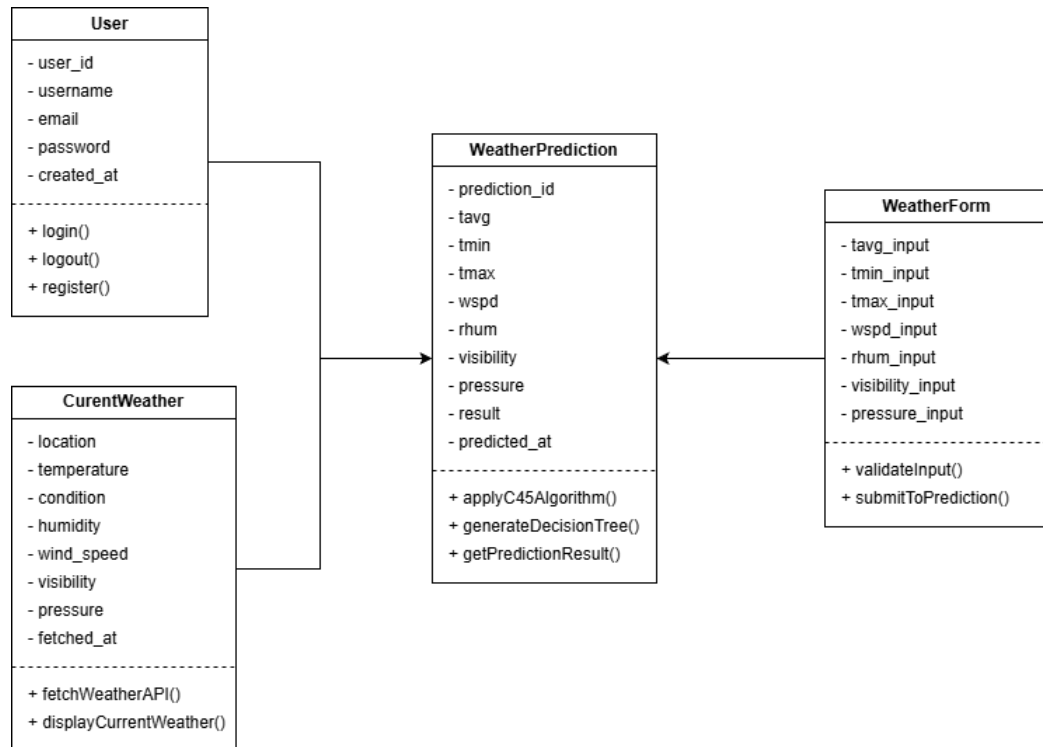 User
- user_id
- username
- email
- password
- created_at
+ login()
+ logout()
+ register()
CurentWeather
- location
- temperature
- condition
- humidity
- wind_speed
- visibility
- pressure
- fetched_at
+ fetchWeatherAPI()
+ displayCurrentWeather()
WeatherPrediction
- prediction_id
- tavg
- tmin
- tmax
- wspd
- rhum
- visibility
- pressure
- result
- predicted_at
+ applyC45Algorithm()
+ generateDecisionTree()
+ getPredictionResult()
WeatherForm
- tavg_input
- tmin_input
- tmax_input
- wspd_input
- rhum_input
- visibility_input
- pressure_input
+ validateInput()
+ submitToPrediction()